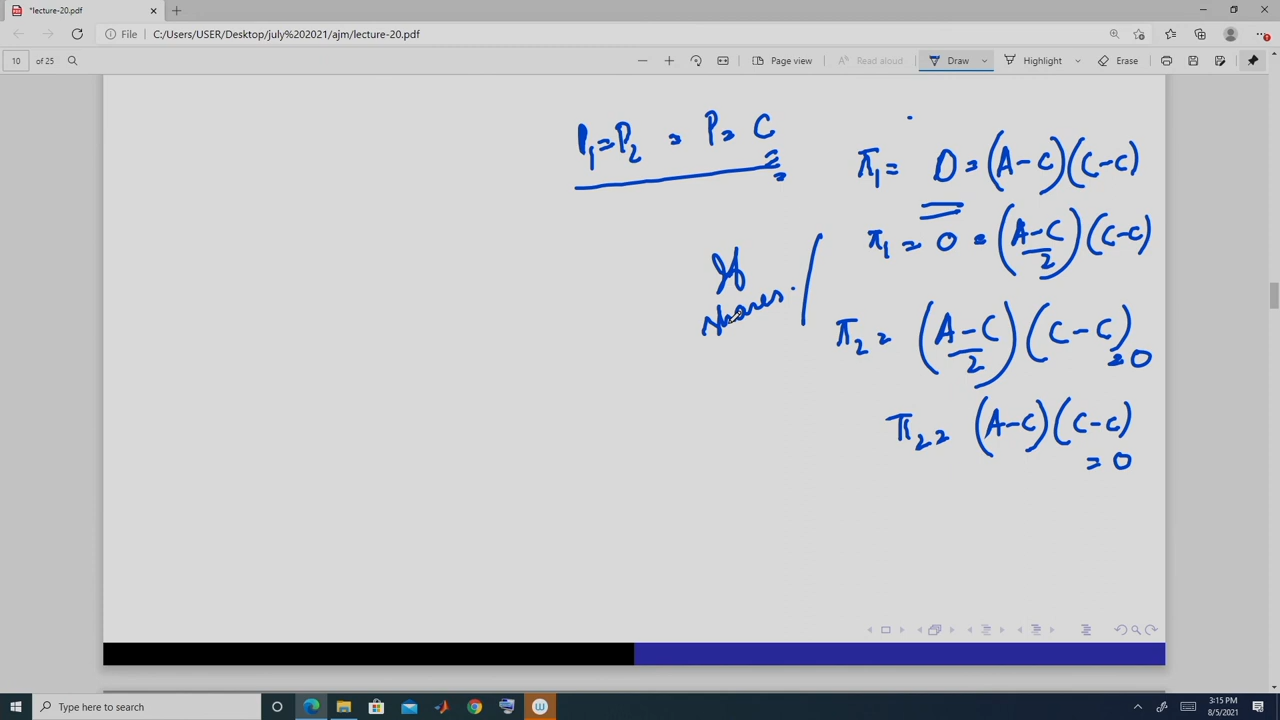 *lecture-20.pdf
File C:/Users/USER/Desktop/july%202021/ajm/lecture-20.pdf
10 of 25
Page view
Read aloud
Draw
Highlight
Erase
P₁=P₂ = P= C
π₁= 0 =(A-C)(C-C)
π₁ = 0 = (A-C/2)(C-C)
If shares.
π₂ = (A-C/2)(C-C) =0
π₂= (A-C)(C-C) =0
Type here to search
3:15 PM
8/5/2021